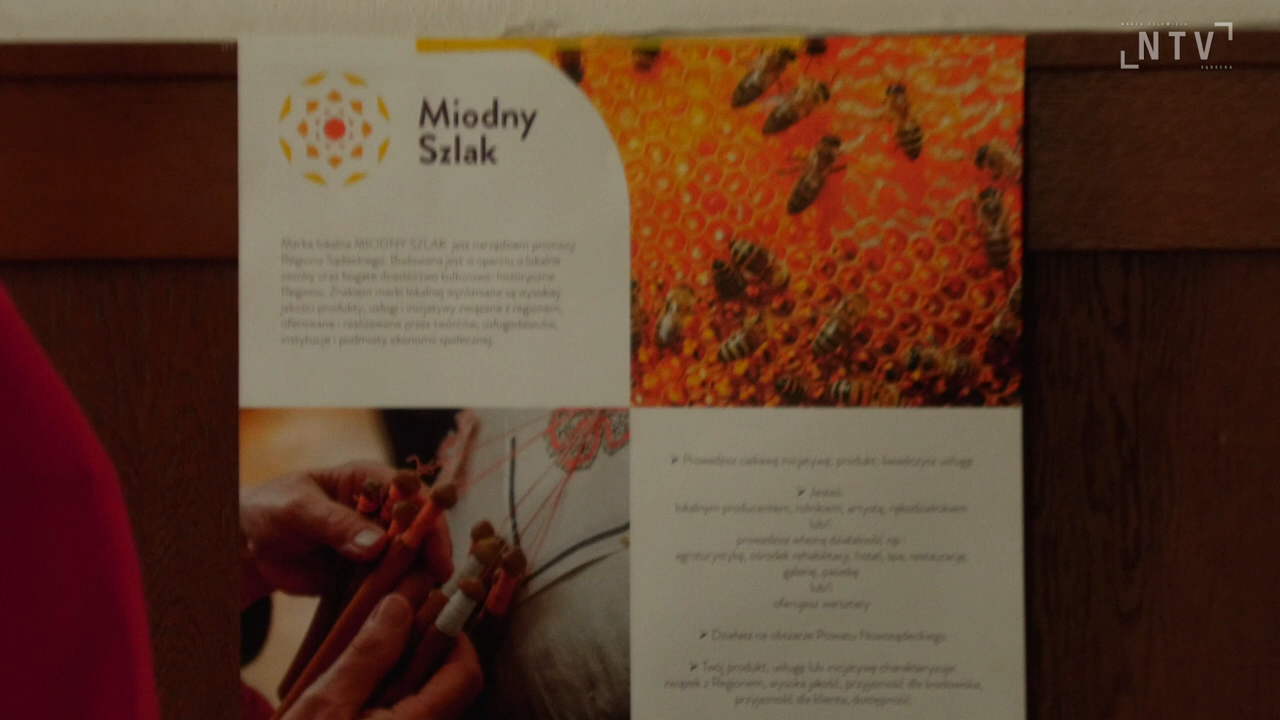 NTV
Miodny
Szlak
Marka lokalna MIODNY SZLAK jest narzędziem promocji
Regionu Sądeckiego. Budowana jest w oparciu o lokalne
zasoby oraz bogate dziedzictwo kulturowo-historyczne
Regionu. Znakiem marki lokalnej wyróżniane są wysokiej
jakości produkty, usługi i inicjatywy związane z regionem,
oferowane i realizowane przez twórców, usługodawców,
instytucje i podmioty ekonomii społecznej.
➤ Prowadzisz ciekawą inicjatywę, produkt, świadczysz usługi
➤ Jesteś:
lokalnym producentem, rolnikiem, artystą, rękodzielnikiem
lub/i
prowadzisz własną działalność np.:
agroturystykę, ośrodek rehabilitacji, hotel, spa, restaurację,
galerię, pasiekę
lub/i
oferujesz warsztaty
➤ Działasz na obszarze Powiatu Nowosądeckiego
➤ Twój produkt, usługę lub inicjatywę charakteryzuje
związek z Regionem, wysoka jakość, przyjazność dla środowiska,
przyjazność dla klienta, dostępność.